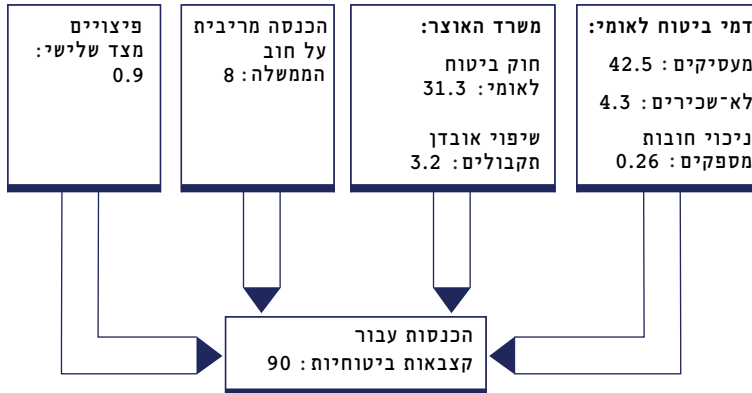 דמי ביטוח לאומי:
מעסיקים: 42.5
לא־שכירים: 4.3
ניכוי חובות
מספקים: 0.26
משרד האוצר:
חוק ביטוח
לאומי: 31.3
שיפוי אובדן
תקבולים: 3.2
הכנסה מריבית
על חוב
הממשלה: 8
פיצויים
מצד שלישי:
0.9
הכנסות עבור
קצבאות ביטוחיות: 90